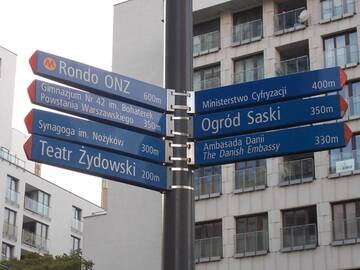 M Rondo ONZ 600m
Gimnazjum Nr 42 im. Bohaterek
Powstania Warszawskiego 350m
Synagoga im. Nożyków 300m
Teatr Żydowski 200m
Ministerstwo Cyfryzacji 400m
Ogród Saski 350m
Ambasada Danii
The Danish Embassy 330m